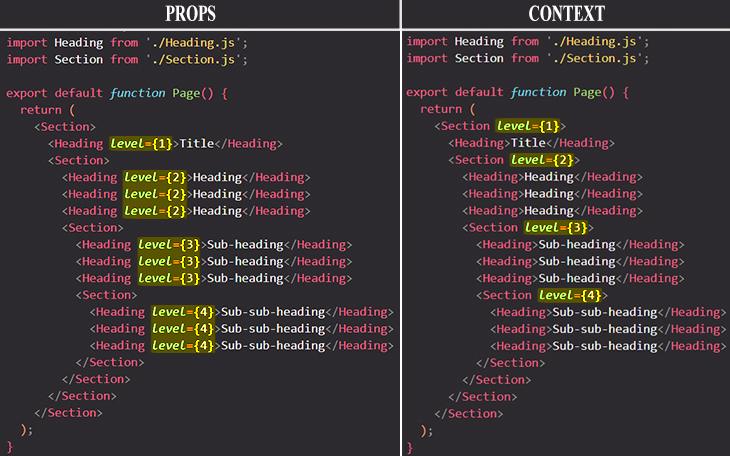 PROPS
import Heading from './Heading.js';
import Section from './Section.js';
export default function Page() {
return (
<Section>
<Heading level={1}>Title</Heading>
<Section>
<Heading level={2}>Heading</Heading>
<Heading level={2}>Heading</Heading>
<Heading level={2}>Heading</Heading>
<Section>
<Heading level={3}>Sub-heading</Heading>
<Heading level={3}>Sub-heading</Heading>
<Heading level={3}>Sub-heading</Heading>
<Section>
<Heading level={4}>Sub-sub-heading</Heading>
<Heading level={4}>Sub-sub-heading</Heading>
<Heading level={4}>Sub-sub-heading</Heading>
</Section>
</Section>
</Section>
</Section>
);
}
CONTEXT
import Heading from './Heading.js';
import Section from './Section.js';
export default function Page() {
return (
<Section level={1}>
<Heading>Title</Heading>
<Section level={2}>
<Heading>Heading</Heading>
<Heading>Heading</Heading>
<Heading>Heading</Heading>
<Section level={3}>
<Heading>Sub-heading</Heading>
<Heading>Sub-heading</Heading>
<Heading>Sub-heading</Heading>
<Section level={4}>
<Heading>Sub-sub-heading</Heading>
<Heading>Sub-sub-heading</Heading>
<Heading>Sub-sub-heading</Heading>
</Section>
</Section>
</Section>
</Section>
);
}